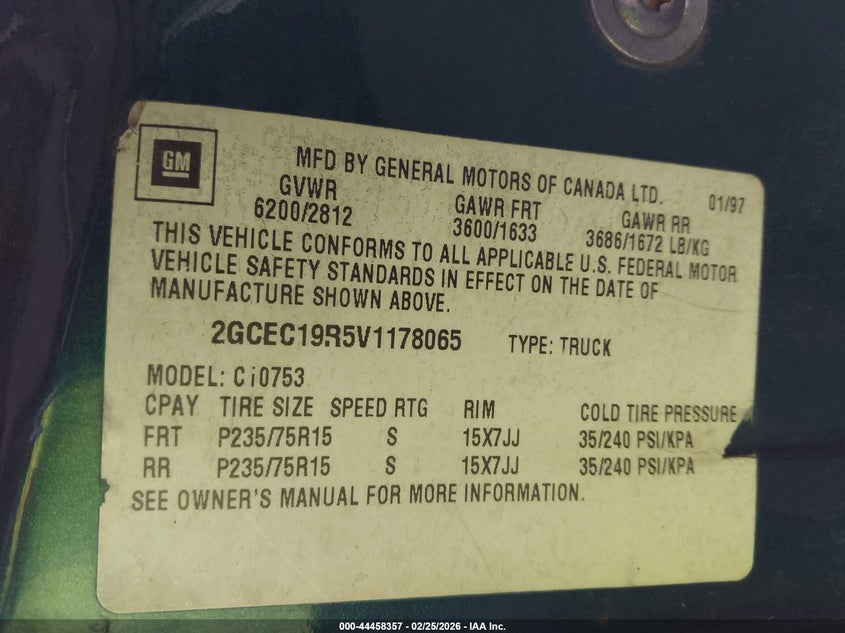 GM
MFD BY GENERAL MOTORS OF CANADA LTD. 01/97
GVWR GAWR FRT GAWR RR
6200/2812 3600/1633 3686/1672 LB/KG
THIS VEHICLE CONFORMS TO ALL APPLICABLE U.S. FEDERAL MOTOR
VEHICLE SAFETY STANDARDS IN EFFECT ON THE DATE OF
MANUFACTURE SHOWN ABOVE.
2GCEC19R5V1178065 TYPE: TRUCK
MODEL: Ci0753
CPAY TIRE SIZE SPEED RTG RIM COLD TIRE PRESSURE
FRT P235/75R15 S 15X7JJ 35/240 PSI/KPA
RR P235/75R15 S 15X7JJ 35/240 PSI/KPA
SEE OWNER'S MANUAL FOR MORE INFORMATION.
000-44458357 - 02/25/2026 - IAA Inc.